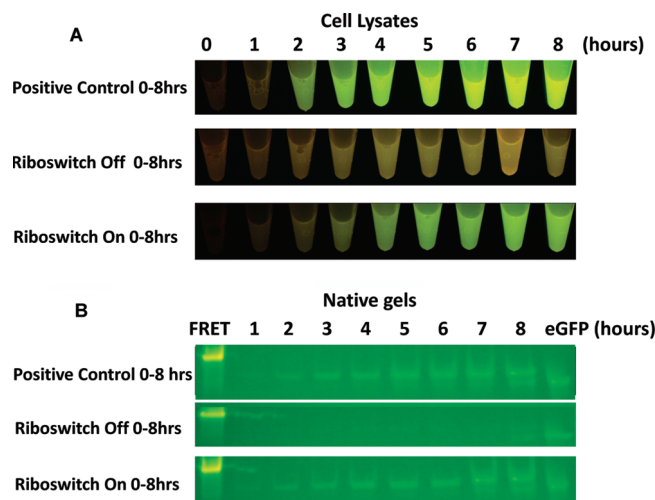 A
Cell Lysates
0 1 2 3 4 5 6 7 8 (hours)
Positive Control 0-8hrs
Riboswitch Off 0-8hrs
Riboswitch On 0-8hrs
B
Native gels
FRET 1 2 3 4 5 6 7 8 eGFP (hours)
Positive Control 0-8 hrs
Riboswitch Off 0-8hrs
Riboswitch On 0-8hrs